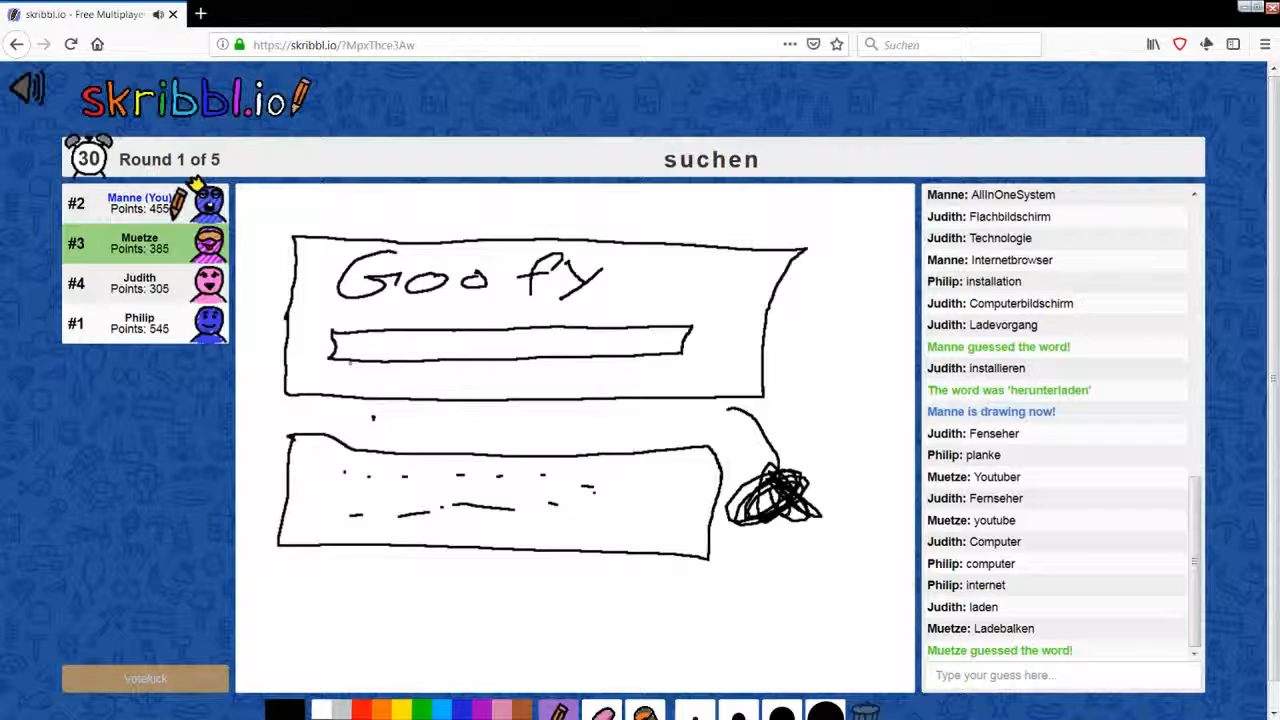 skribbl.io - Free Multiplaye
https://skribbl.io/?MpxThce3Aw
Suchen
skribbl.io
30
Round 1 of 5
suchen
#2
Manne (You)
Points: 455
#3
Muetze
Points: 385
#4
Judith
Points: 305
#1
Philip
Points: 545
Votekick
Goofy
Manne: AllInOneSystem
Judith: Flachbildschirm
Judith: Technologie
Manne: Internetbrowser
Philip: installation
Judith: Computerbildschirm
Judith: Ladevorgang
Manne guessed the word!
Judith: installieren
The word was 'herunterladen'
Manne is drawing now!
Judith: Fenseher
Philip: planke
Muetze: Youtuber
Judith: Fernseher
Muetze: youtube
Judith: Computer
Philip: computer
Philip: internet
Judith: laden
Muetze: Ladebalken
Muetze guessed the word!
Type your guess here...